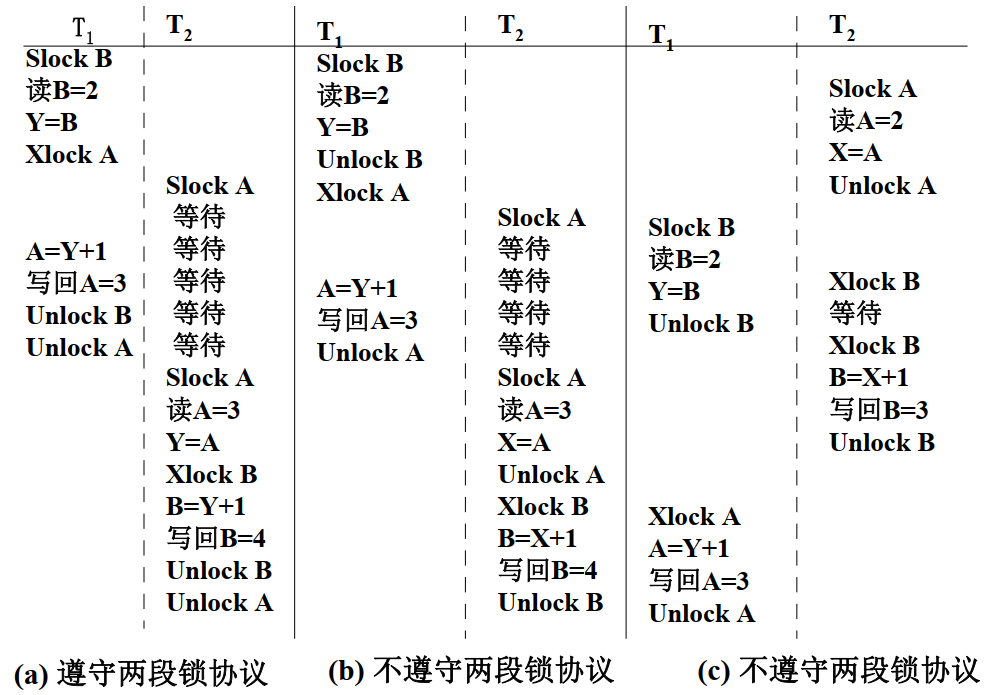 T1
Slock B
读B=2
Y=B
Xlock A
A=Y+1
写回A=3
Unlock B
Unlock A
T2
Slock A
等待
等待
等待
等待
等待
Slock A
读A=3
Y=A
Xlock B
B=Y+1
写回B=4
Unlock B
Unlock A
(a) 遵守两段锁协议
T1
Slock B
读B=2
Y=B
Unlock B
Xlock A
A=Y+1
写回A=3
Unlock A
T2
Slock A
等待
等待
等待
等待
Slock A
读A=3
X=A
Unlock A
Xlock B
B=X+1
写回B=4
Unlock B
(b) 不遵守两段锁协议
T1
Slock B
读B=2
Y=B
Unlock B
Xlock A
A=Y+1
写回A=3
Unlock A
T2
Slock A
读A=2
X=A
Unlock A
Xlock B
等待
Xlock B
B=X+1
写回B=3
Unlock B
(c) 不遵守两段锁协议